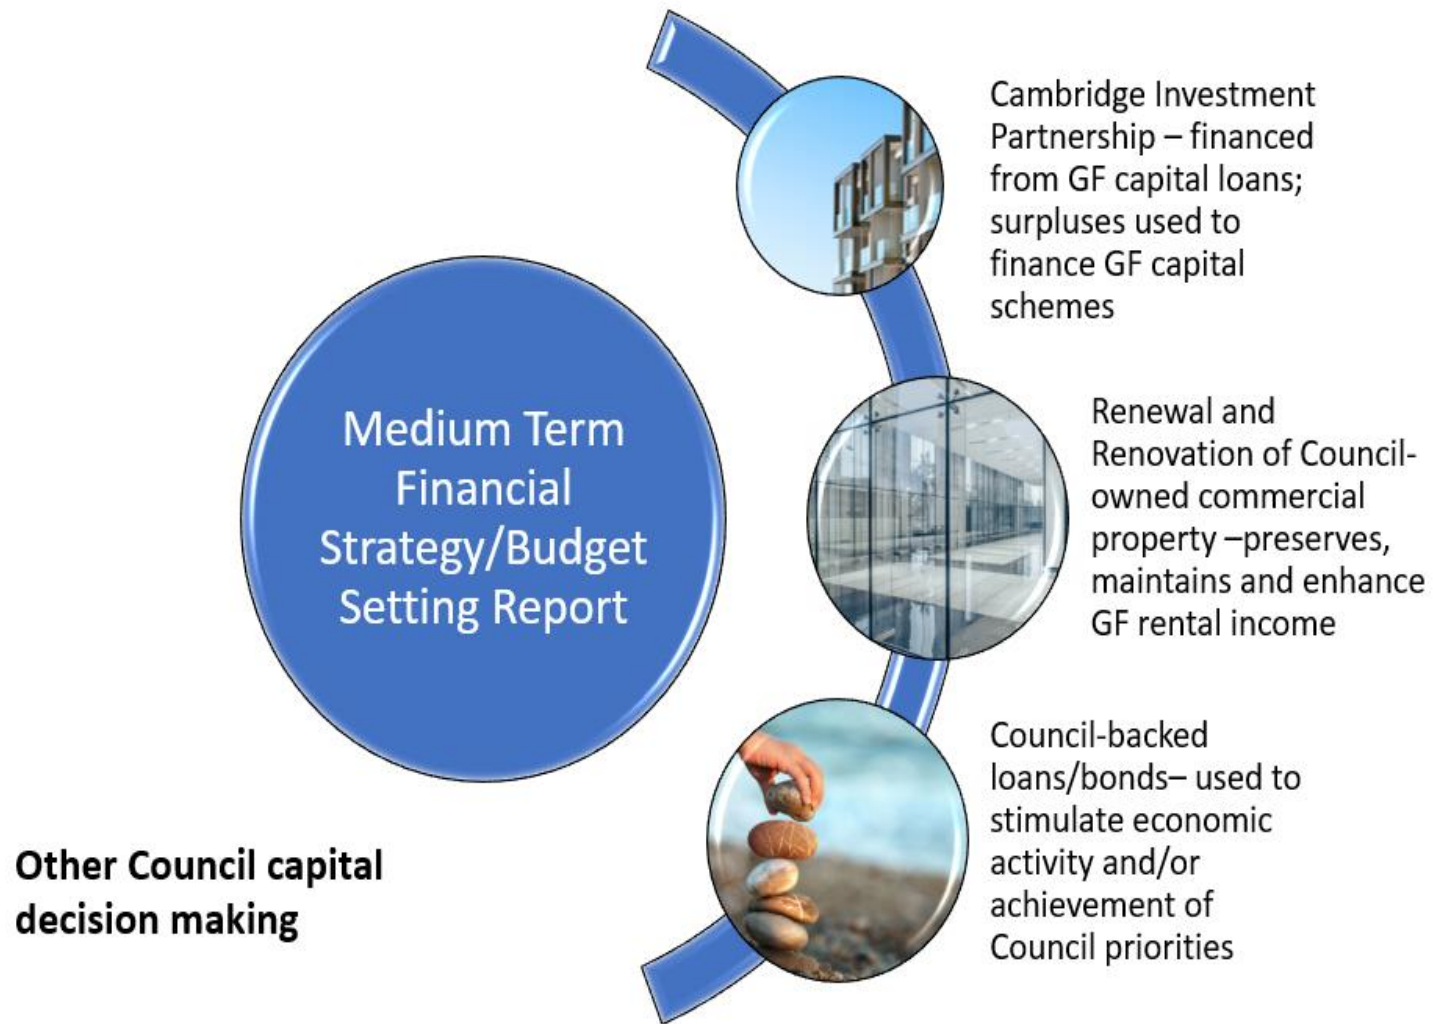 Cambridge Investment
Partnership – financed
from GF capital loans;
surpluses used to
finance GF capital
schemes
Medium Term
Financial
Strategy/Budget
Setting Report
Renewal and
Renovation of Council-
owned commercial
property –preserves,
maintains and enhance
GF rental income
Council-backed
loans/bonds– used to
stimulate economic
activity and/or
achievement of
Council priorities
Other Council capital
decision making